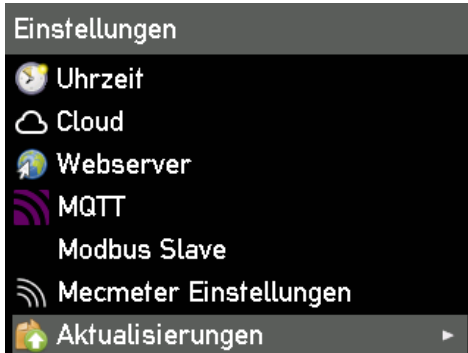 Einstellungen
Uhrzeit
Cloud
Webserver
MQTT
Modbus Slave
Mecmeter Einstellungen
Aktualisierungen